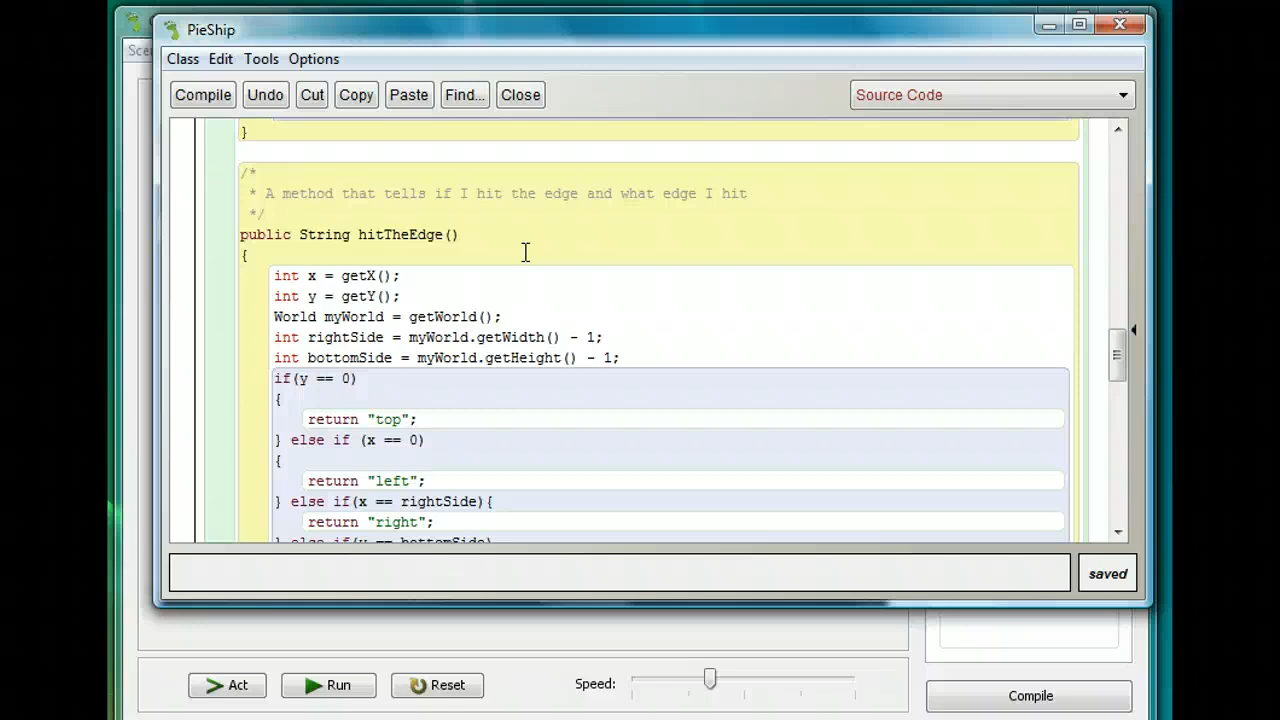 PieShip
Class Edit Tools Options
Compile Undo Cut Copy Paste Find... Close Source Code
}
/*
* A method that tells if I hit the edge and what edge I hit
*/
public String hitTheEdge()
{
int x = getX();
int y = getY();
World myWorld = getWorld();
int rightSide = myWorld.getWidth() - 1;
int bottomSide = myWorld.getHeight() - 1;
if(y == 0)
{
return "top";
} else if (x == 0)
{
return "left";
} else if(x == rightSide){
return "right";
} else if(y == bottomSide)
saved
Act Run Reset Speed:
Compile